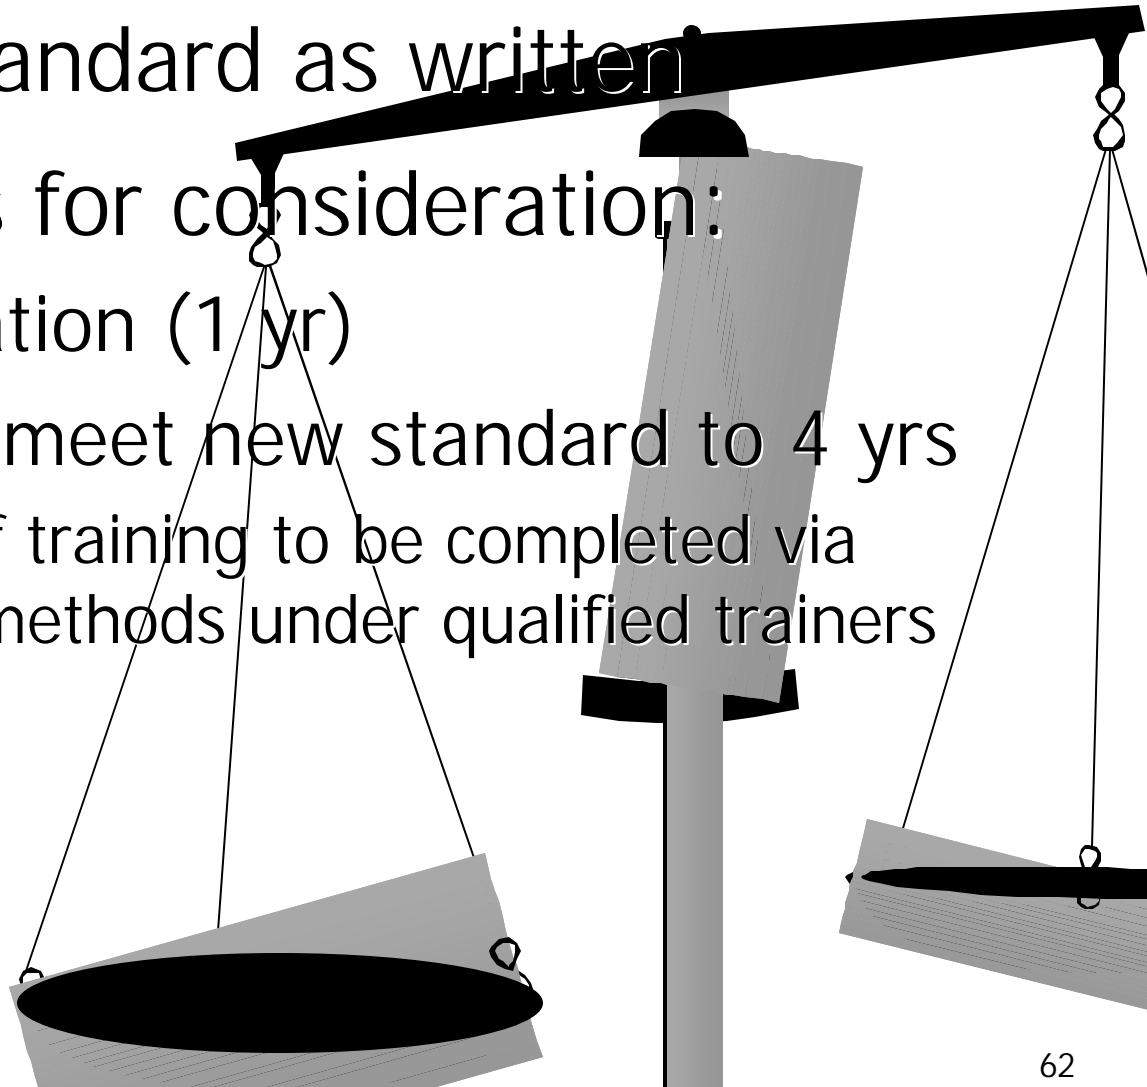 andard as written
s for consideration:
ation (1 yr)
meet new standard to 4 yrs
f training to be completed via
methods under qualified trainers
62